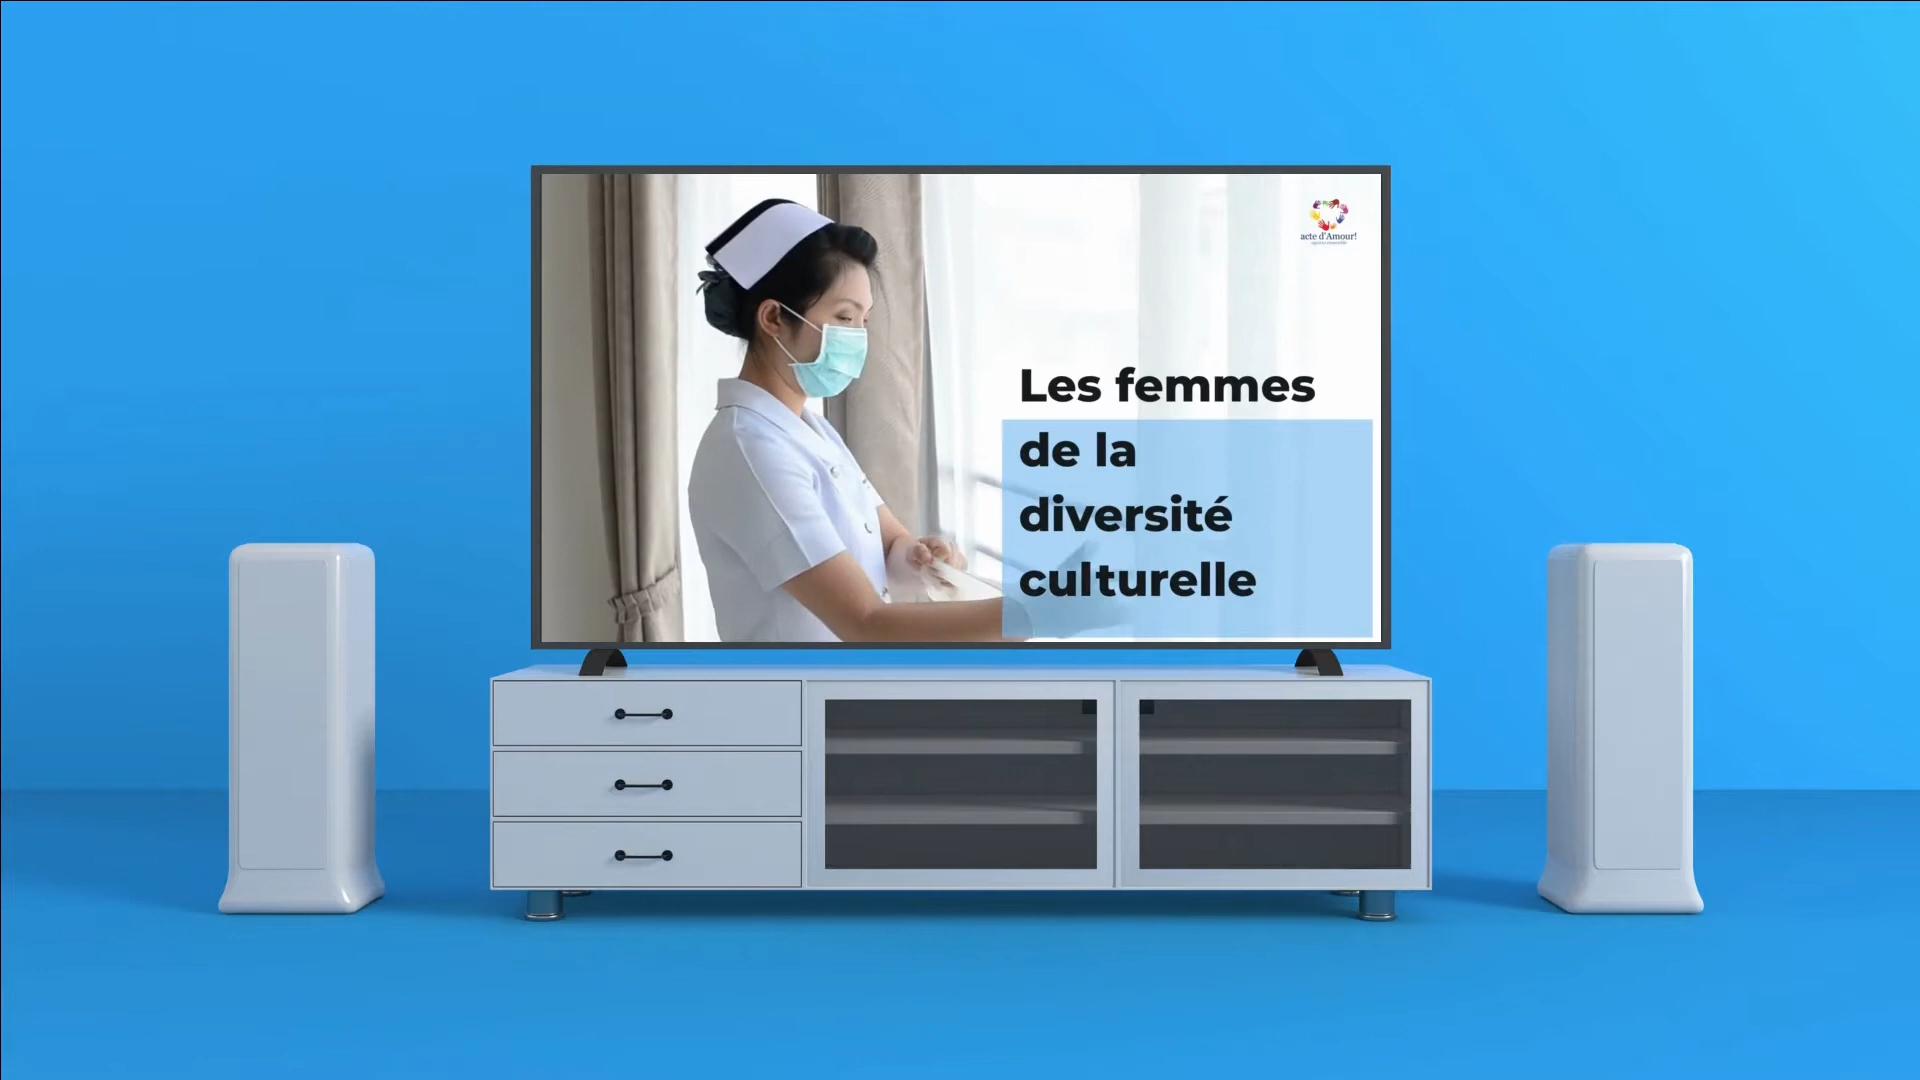 acte d'Amour!
Les femmes
de la
diversité
culturelle